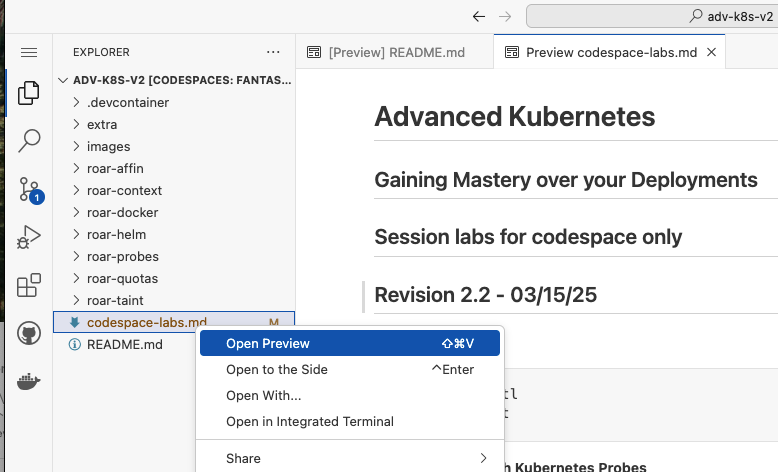 adv-k8s-v2
EXPLORER
[Preview] README.md
Preview codespace-labs.md
ADV-K8S-V2 [CODESPACES: FANTAS...
.devcontainer
extra
images
roar-affin
roar-context
roar-docker
roar-helm
roar-probes
roar-quotas
roar-taint
codespace-labs.md M
README.md
1
Advanced Kubernetes
Gaining Mastery over your Deployments
Session labs for codespace only
Revision 2.2 - 03/15/25
Open Preview ⇧⌘V
Open to the Side ^Enter
Open With...
Open in Integrated Terminal
Share
Kubernetes Probes